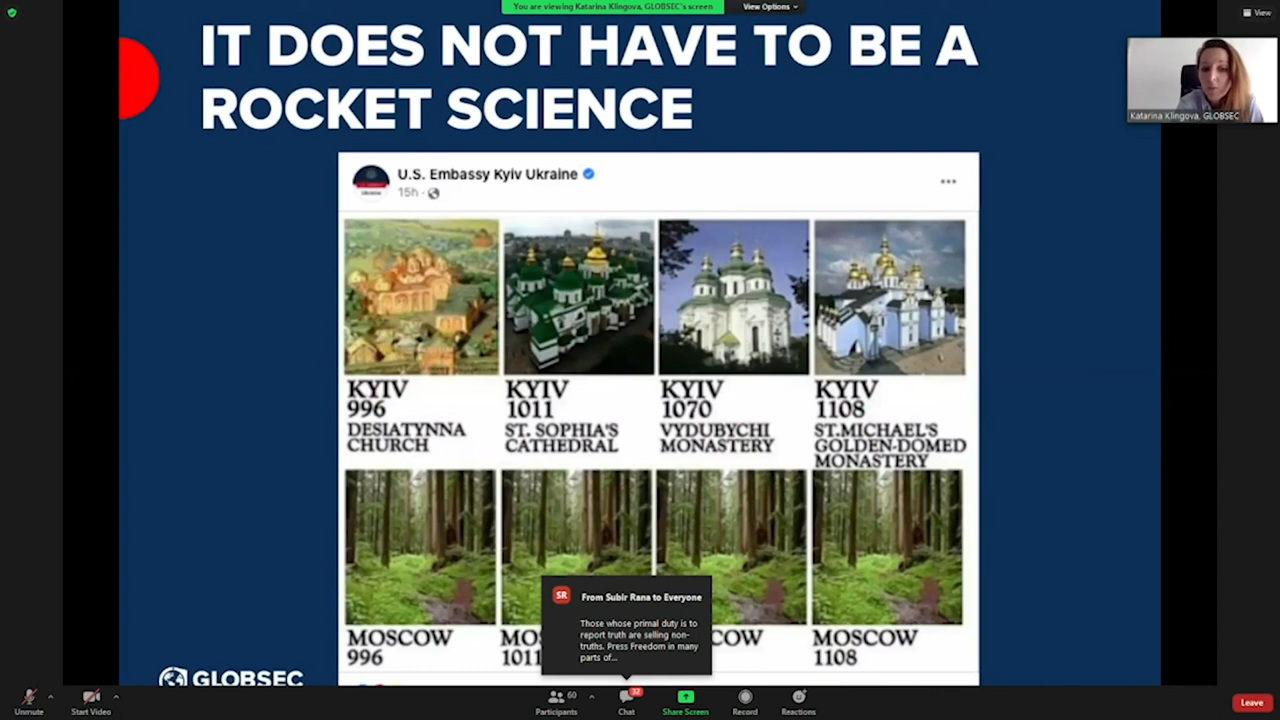 You are viewing Katarina Klingova, GLOBSEC's screen
View Options
View
IT DOES NOT HAVE TO BE A
ROCKET SCIENCE
Katarina Klingova, GLOBSEC
U.S. Embassy Kyiv Ukraine
15h
KYIV
996
DESIATYNNA
CHURCH
KYIV
1011
ST. SOPHIA'S
CATHEDRAL
KYIV
1070
VYDUBYCHI
MONASTERY
KYIV
1108
ST.MICHAEL'S
GOLDEN-DOMED
MONASTERY
MOSCOW
996
MO
1011
COW
MOSCOW
1108
SR
From Subir Rana to Everyone
Those whose primal duty is to
report truth are selling non-
truths. Press Freedom in many
parts of...
GLOBSEC
Unmute
Start Video
60
Participants
32
Chat
Share Screen
Record
Reactions
Leave